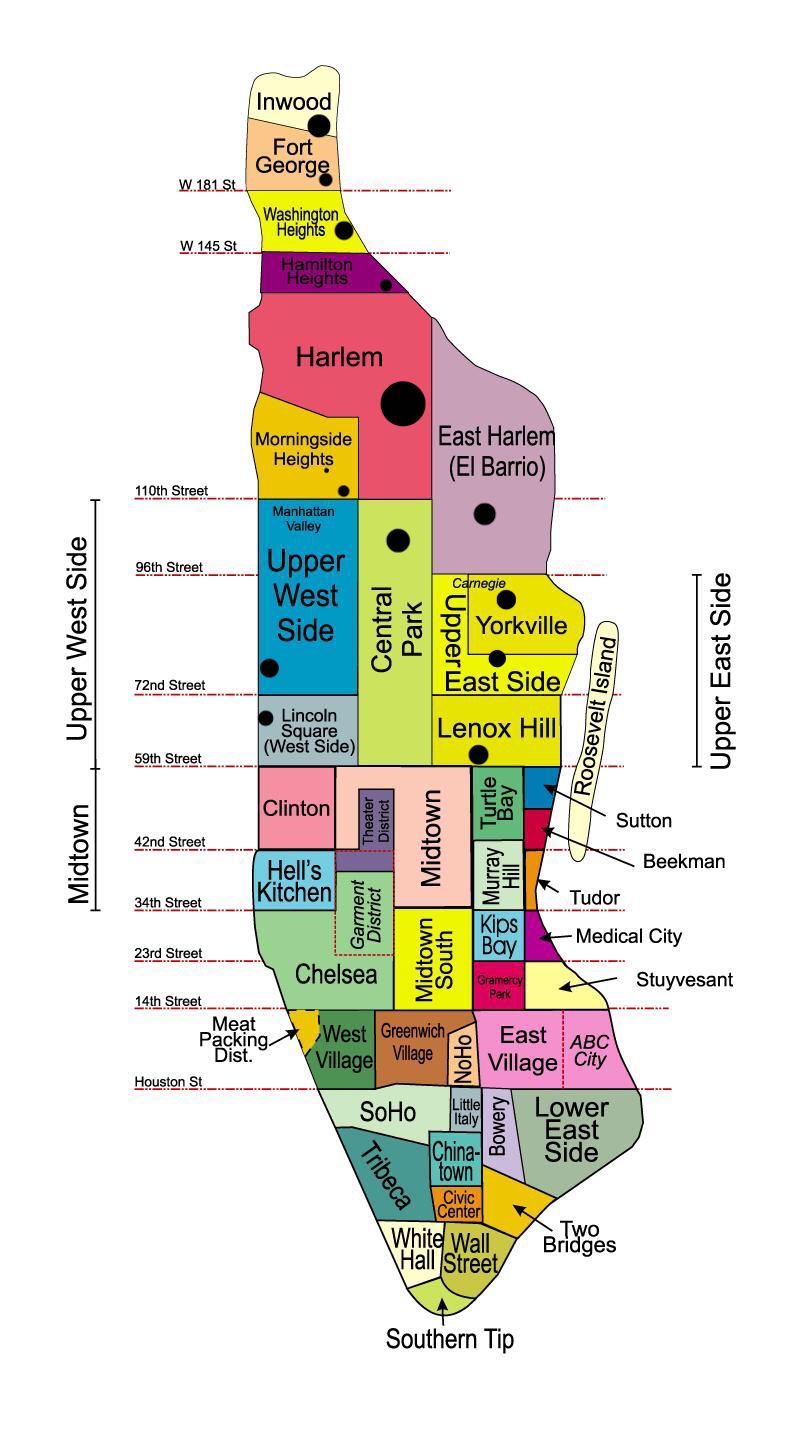 Inwood
Fort
George
W 181 St
Washington
Heights
W 145 St
Hamilton
Heights
Harlem
East Harlem
(El Barrio)
Morningside
Heights
110th Street
Manhattan
Valley
Upper
West
Side
Central
Park
96th Street
Carnegie
Yorkville
Upper
East Side
72nd Street
Lincoln
Square
(West Side)
Lenox Hill
59th Street
Upper West Side
Upper East Side
Roosevelt Island
Midtown
Clinton
Theater
District
Midtown
Turtle
Bay
Sutton
Beekman
42nd Street
Hell's
Kitchen
Murray
Hill
Tudor
34th Street
Garment
District
Chelsea
Midtown
South
Kips
Bay
Medical City
23rd Street
Gramercy
Park
Stuyvesant
14th Street
Meat
Packing
Dist.
West
Village
Greenwich
Village
NoHo
East
Village
ABC
City
Houston St
SoHo
Little
Italy
Bowery
Lower
East
Side
Tribeca
China-
town
Civic
Center
Two
Bridges
White
Hall
Wall
Street
Southern Tip